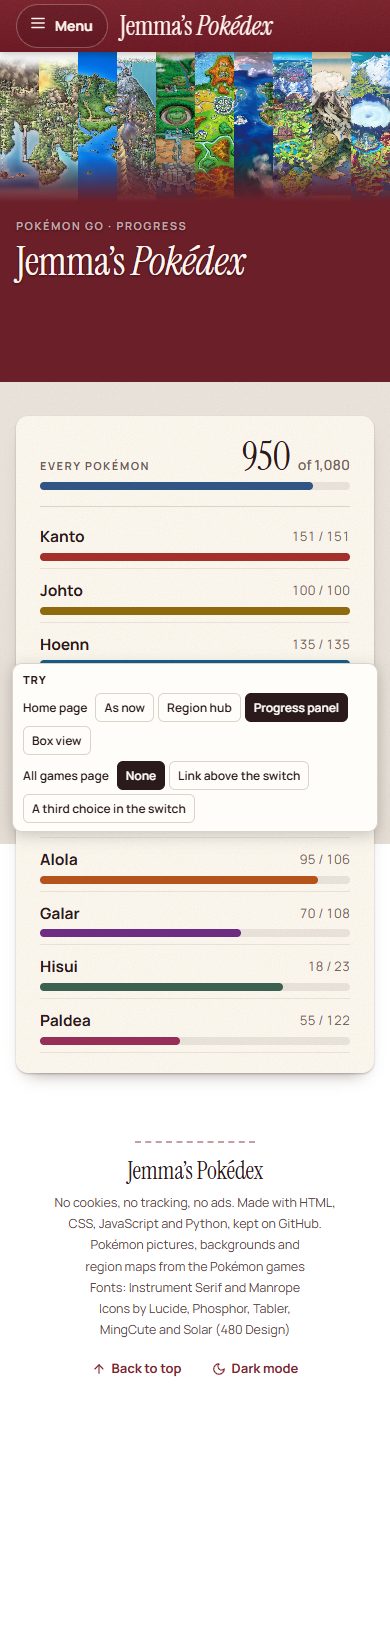 Menu
Jemma's Pokédex
POKÉMON GO · PROGRESS
Jemma's Pokédex
EVERY POKÉMON 950 of 1,080
Kanto 151 / 151
Johto 100 / 100
Hoenn 135 / 135
TRY
Home page As now Region hub Progress panel
Box view
All games page None Link above the switch
A third choice in the switch
Alola 95 / 106
Galar 70 / 108
Hisui 18 / 23
Paldea 55 / 122
Jemma's Pokédex
No cookies, no tracking, no ads. Made with HTML,
CSS, JavaScript and Python, kept on GitHub.
Pokémon pictures, backgrounds and
region maps from the Pokémon games
Fonts: Instrument Serif and Manrope
Icons by Lucide, Phosphor, Tabler,
MingCute and Solar (480 Design)
Back to top Dark mode